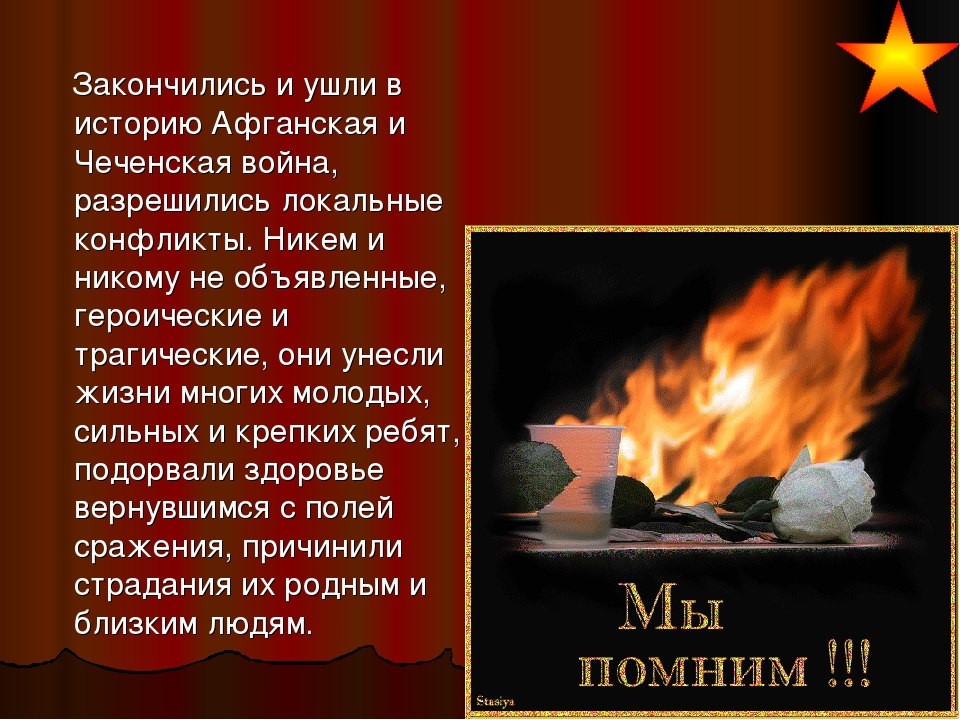 Закончились и ушли в
историю Афганская и
Чеченская война,
разрешились локальные
конфликты. Никем и
никому не объявленные,
героические и
трагические, они унесли
жизни многих молодых,
сильных и крепких ребят,
подорвали здоровье
вернувшимся с полей
сражения, причинили
страдания их родным и
близким людям.
Мы
помним !!!
Stasiya